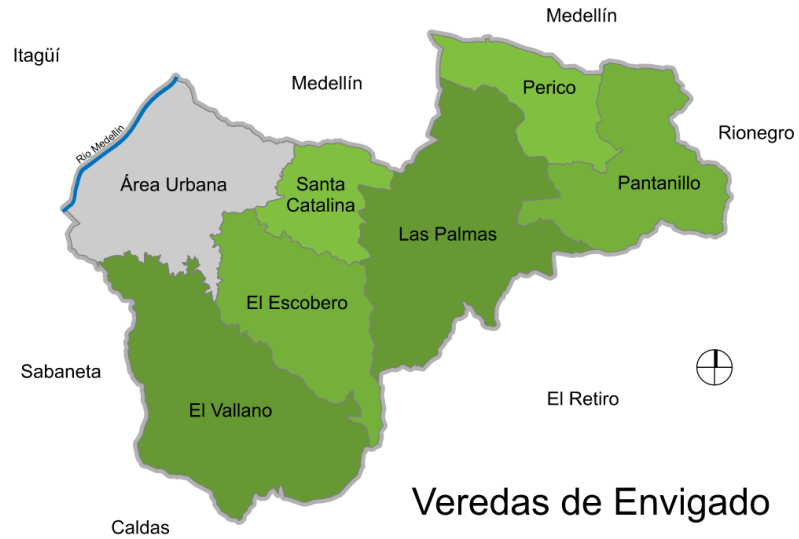 Medellín
Itagüí
Medellín
Perico
Rio Medellín
Rionegro
Área Urbana
Santa
Catalina
Pantanillo
Las Palmas
El Escobero
Sabaneta
El Retiro
El Vallano
Veredas de Envigado
Caldas